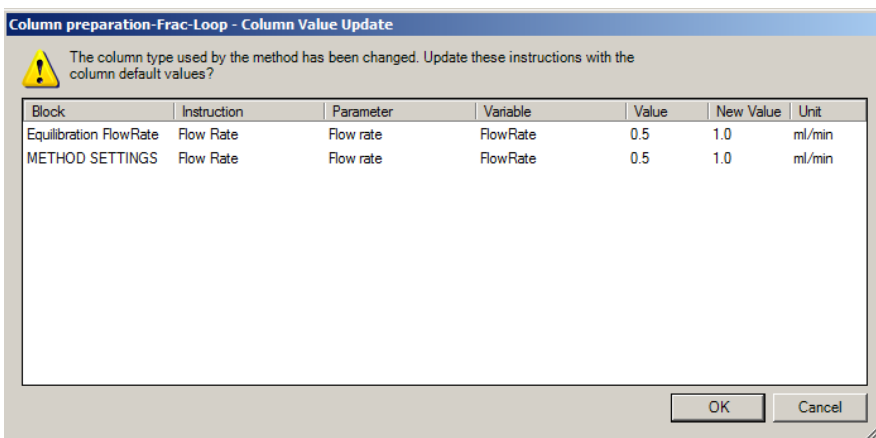 Column preparation-Frac-Loop - Column Value Update
The column type used by the method has been changed. Update these instructions with the
column default values?
Block Instruction Parameter Variable Value New Value Unit
Equilibration FlowRate Flow Rate Flow rate FlowRate 0.5 1.0 ml/min
METHOD SETTINGS Flow Rate Flow rate FlowRate 0.5 1.0 ml/min
OK Cancel